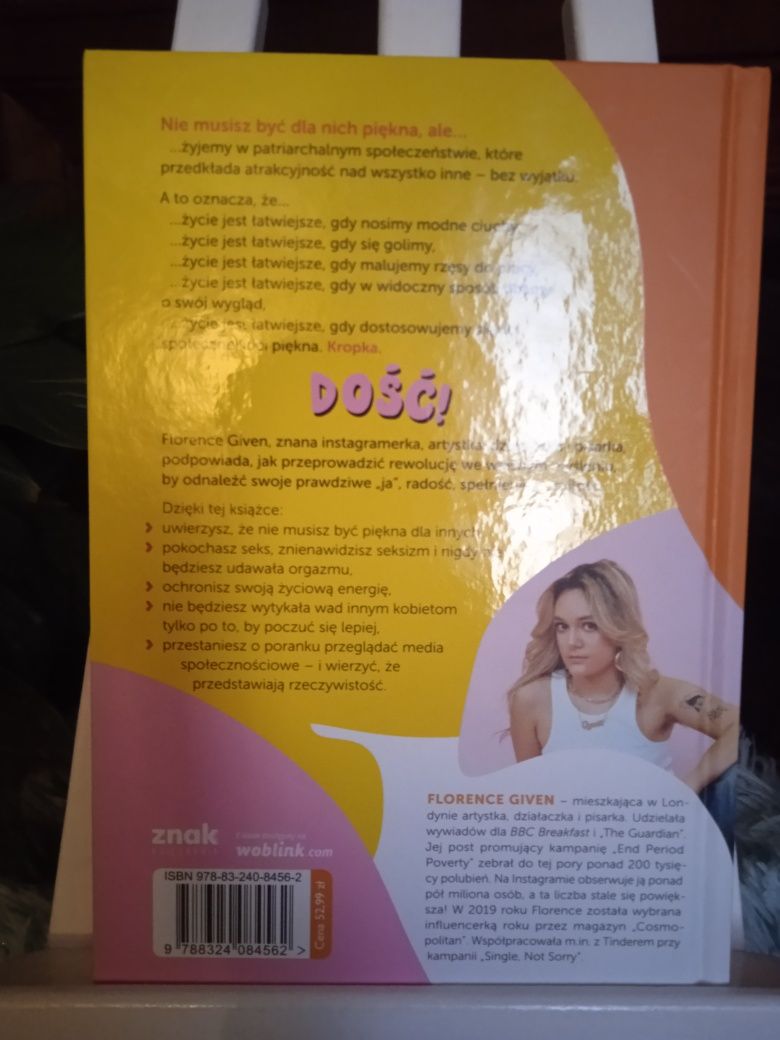 Nie musisz być dla nich piękna, ale...
...żyjemy w patriarchalnym społeczeństwie, które
przedkłada atrakcyjność nad wszystko inne – bez wyjątku.
A to oznacza, że...
...życie jest łatwiejsze, gdy nosimy modne ciuchy,
...życie jest łatwiejsze, gdy się golimy,
...życie jest łatwiejsze, gdy malujemy rzęsy do pracy,
...życie jest łatwiejsze, gdy w widoczny sposób dbamy
o swój wygląd,
...życie jest łatwiejsze, gdy dostosowujemy się do
piękna. Kropka.
DOŚĆ!
Florence Given, znana instagramerka, artystka, pisarka,
podpowiada, jak przeprowadzić rewolucję we własnym myśleniu,
by odnaleźć swoje prawdziwe „ja”, radość,
Dzięki tej książce:
› uwierzysz, że nie musisz być piękna dla innych,
› pokochasz seks, znienawidzisz seksizm i nigdy nie
będziesz udawała orgazmu,
› ochronisz swoją życiową energię,
› nie będziesz wytykała wad innym kobietom
tylko po to, by poczuć się lepiej,
› przestaniesz o poranku przeglądać media
społecznościowe – i wierzyć, że
przedstawiają rzeczywistość.
FLORENCE GIVEN – mieszkająca w Lon-
dynie artystka, działaczka i pisarka. Udzielała
wywiadów dla BBC Breakfast i „The Guardian”.
Jej post promujący kampanię „End Period
Poverty” zebrał do tej pory ponad 200 tysię-
cy polubień. Na Instagramie obserwuje ją ponad
pół miliona osób, a ta liczba stale się powięk-
sza! W 2019 roku Florence została wybrana
influencerką roku przez magazyn „Cosmo-
politan”. Współpracowała m.in. z Tinderem przy
kampanii „Single, Not Sorry”.
znak
woblink.com
ISBN 978-83-240-8456-2
9 788324 084562 >
Cena 52,99 zł